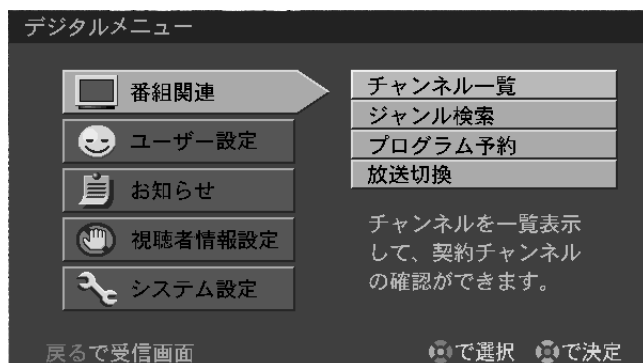 デジタルメニュー
番組関連
ユーザー設定
お知らせ
視聴者情報設定
システム設定
チャンネル一覧
ジャンル検索
プログラム予約
放送切換
チャンネルを一覧表示
して、契約チャンネル
の確認ができます。
戻るで受信画面
で選択 で決定